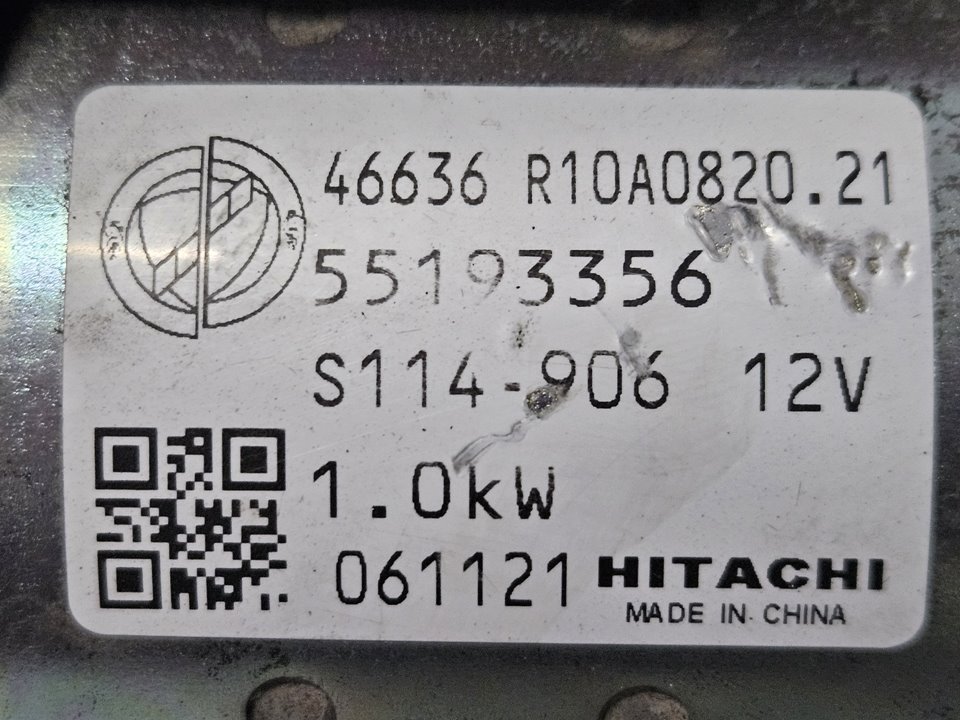 46636 R10A0820.21
55193356
S114-906 12V
1.0kW
061121 HITACHI
MADE IN CHINA